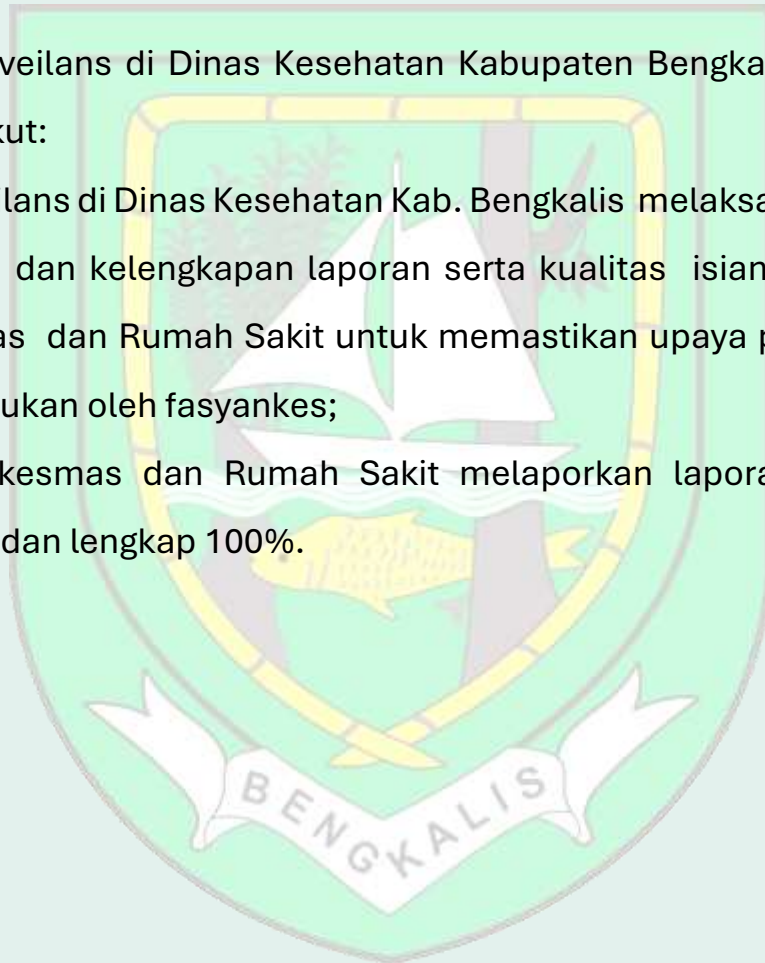 veilans di Dinas Kesehatan Kabupaten Bengka
kut:
ilans di Dinas Kesehatan Kab. Bengkalis melaksa
dan kelengkapan laporan serta kualitas isian
as dan Rumah Sakit untuk memastikan upaya p
ukan oleh fasyankes;
kesmas dan Rumah Sakit melaporkan lapora
dan lengkap 100%.
BENGKALIS